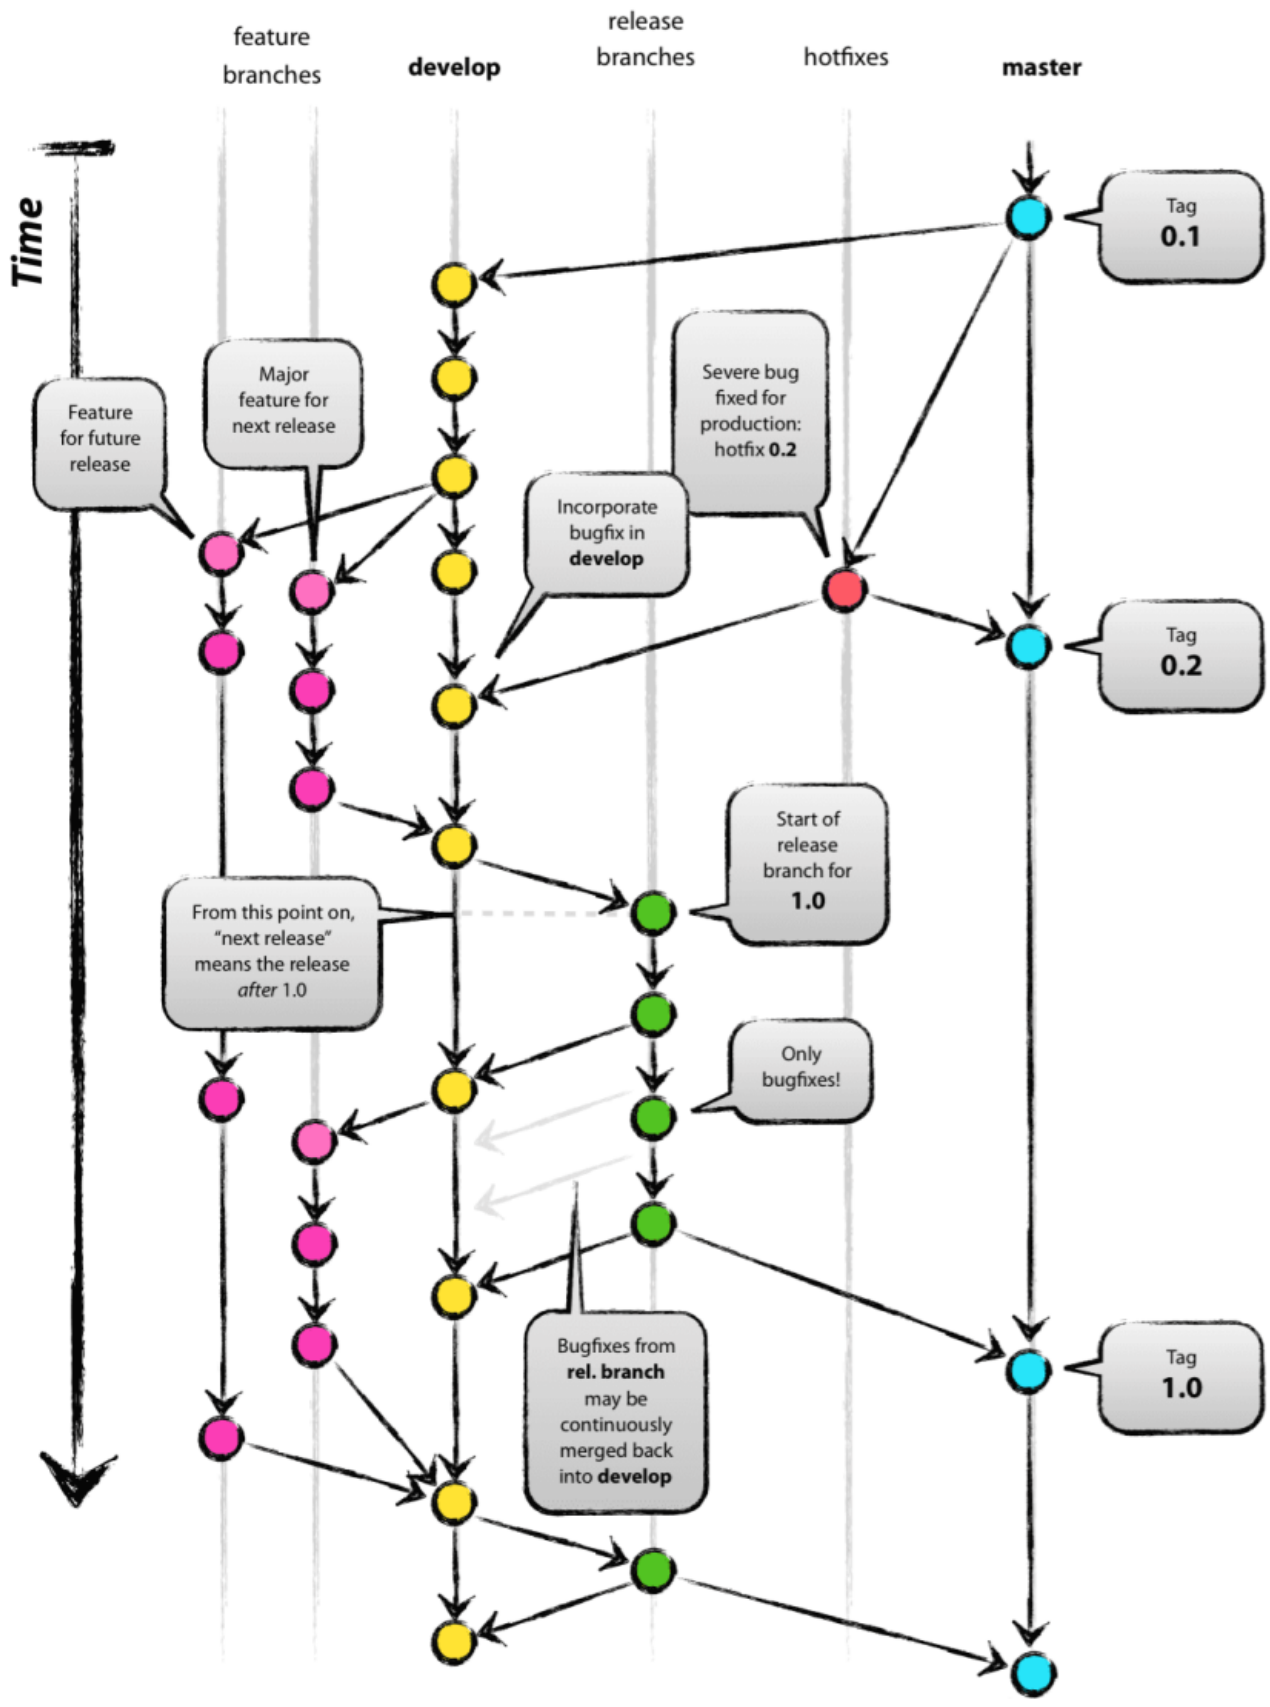 feature
branches
develop
release
branches
hotfixes
master
Time
Tag
0.1
Major
feature for
next release
Feature
for future
release
Severe bug
fixed for
production:
hotfix 0.2
Incorporate
bugfix in
develop
Tag
0.2
Start of
release
branch for
1.0
From this point on,
“next release”
means the release
after 1.0
Only
bugfixes!
Bugfixes from
rel. branch
may be
continuously
merged back
into develop
Tag
1.0